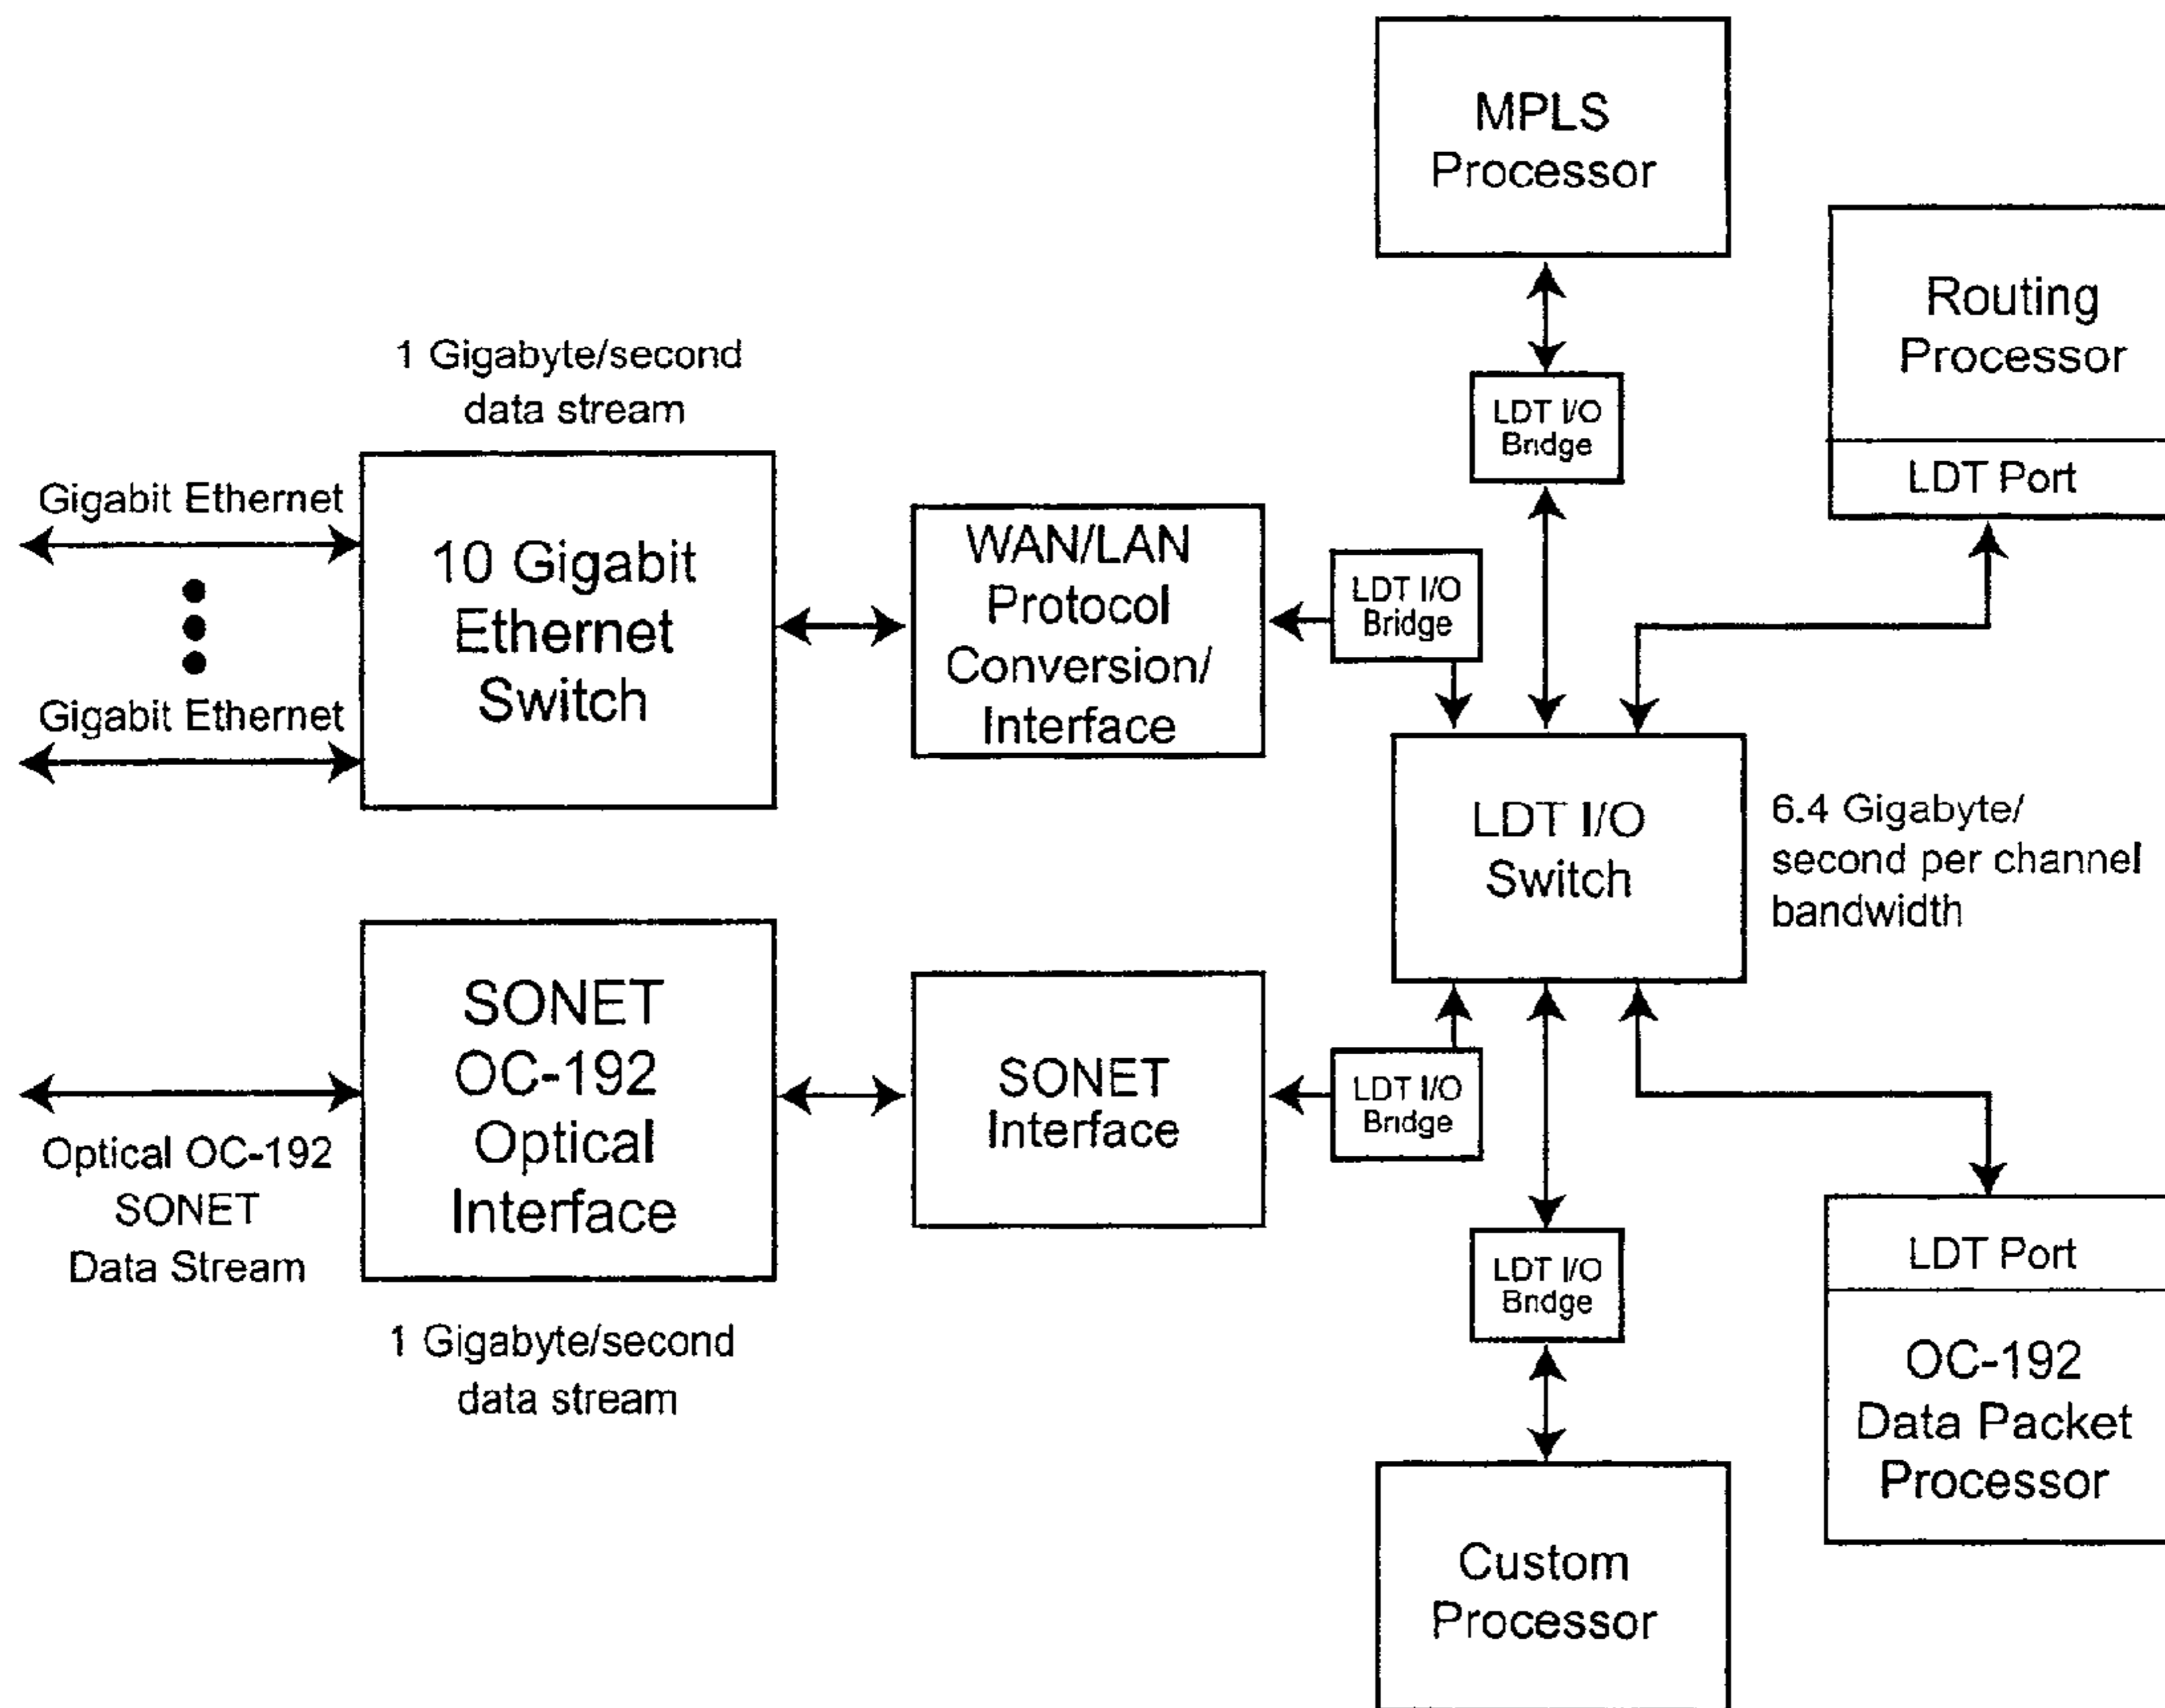 MPLS
Processor
Routing
Processor
LDT Port
LDT I/O
Bridge
1 Gigabyte/second
data stream
Gigabit Ethernet
Gigabit Ethernet
10 Gigabit
Ethernet
Switch
WAN/LAN
Protocol
Conversion/
Interface
LDT I/O
Bridge
LDT I/O
Switch
6.4 Gigabyte/
second per channel
bandwidth
SONET
OC-192
Optical
Interface
Optical OC-192
SONET
Data Stream
1 Gigabyte/second
data stream
SONET
Interface
LDT I/O
Bridge
LDT I/O
Bridge
LDT Port
OC-192
Data Packet
Processor
Custom
Processor